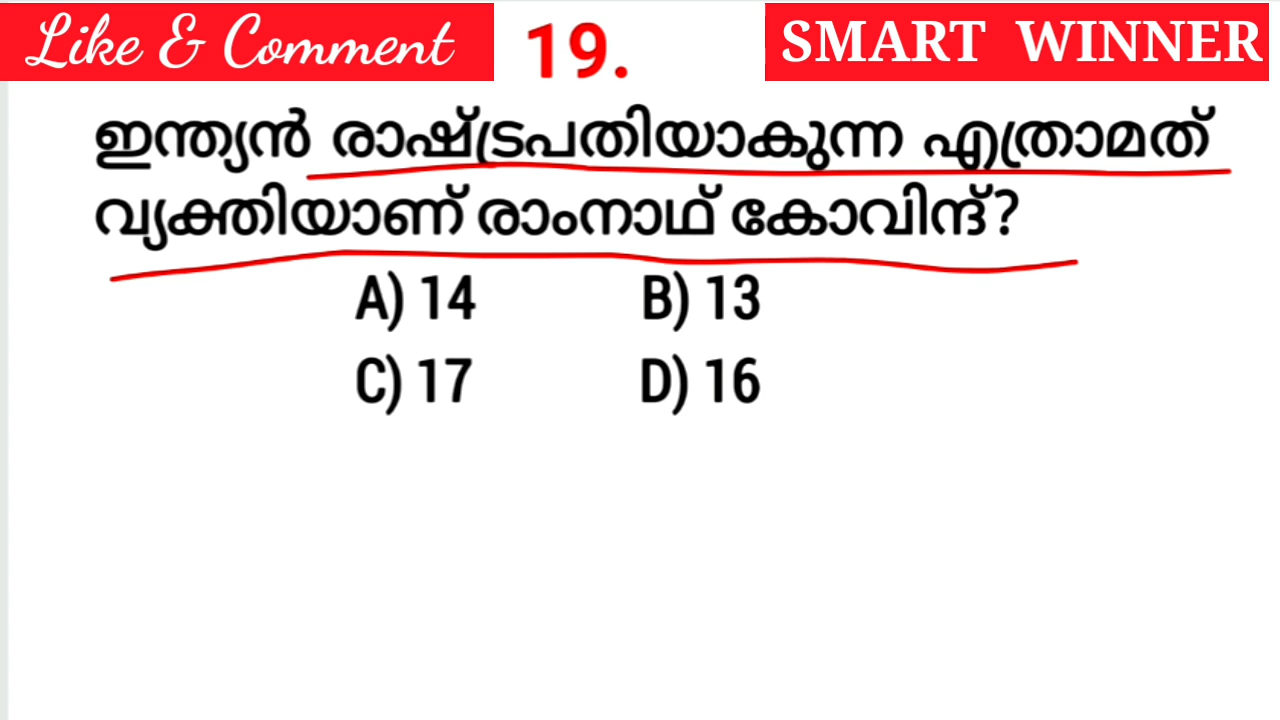 Like & Comment 19. SMART WINNER
ഇന്ത്യൻ രാഷ്ട്രപതിയാകുന്ന എത്രാമത്
വ്യക്തിയാണ് രാംനാഥ് കോവിന്ദ്?
A) 14 B) 13
C) 17 D) 16